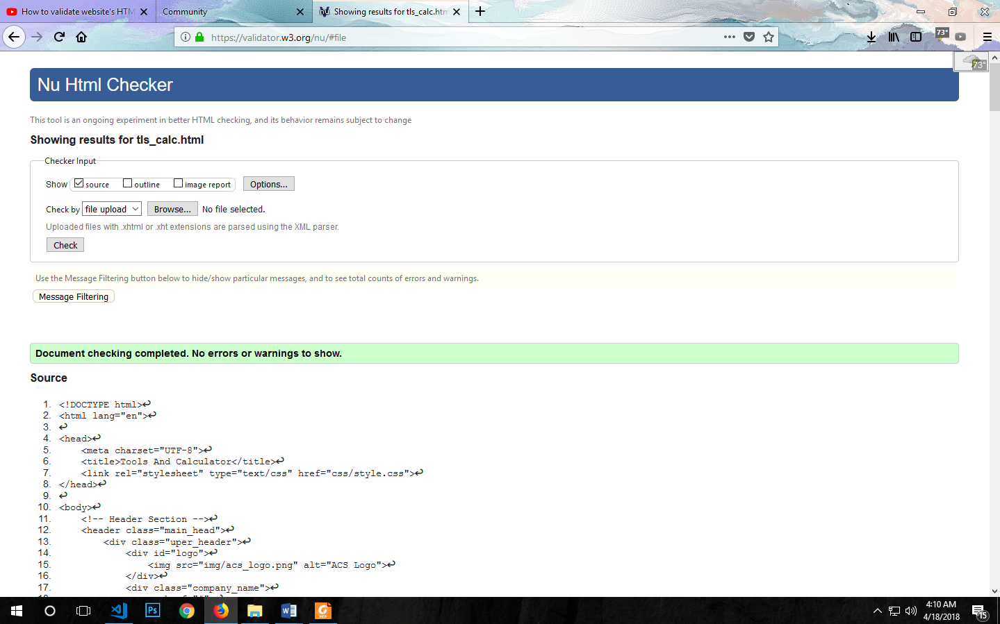 How to validate website's HTM
Community
Showing results for tls_calc.htm
https://validator.w3.org/nu/#file
73°
73°
Nu Html Checker
This tool is an ongoing experiment in better HTML checking, and its behavior remains subject to change
Showing results for tls_calc.html
Checker Input
Show source outline image report Options...
Check by file upload Browse... No file selected.
Uploaded files with .xhtml or .xht extensions are parsed using the XML parser.
Check
Use the Message Filtering button below to hide/show particular messages, and to see total counts of errors and warnings.
Message Filtering
Document checking completed. No errors or warnings to show.
Source
1. <!DOCTYPE html>↩
2. <html lang="en">↩
3. ↩
4. <head>↩
5. <meta charset="UTF-8">↩
6. <title>Tools And Calculator</title>↩
7. <link rel="stylesheet" type="text/css" href="css/style.css">↩
8. </head>↩
9. ↩
10. <body>↩
11. <!-- Header Section -->↩
12. <header class="main_head">↩
13. <div class="uper_header">↩
14. <div id="logo">↩
15. <img src="img/acs_logo.png" alt="ACS Logo">↩
16. </div>↩
17. <div class="company_name">↩
Ps
W
G
PDF
4:10 AM
4/18/2018
15